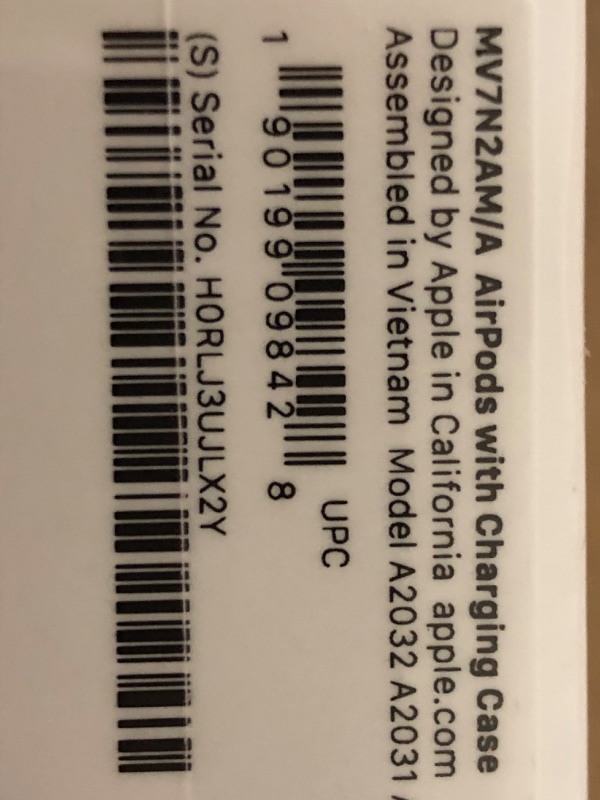 MV7N2AM/A AirPods with Charging Case
Designed by Apple in California apple.com
Assembled in Vietnam Model A2032 A2031
UPC
1 90199 09842 8
(S) Serial No. H0RLJ3UJLX2Y